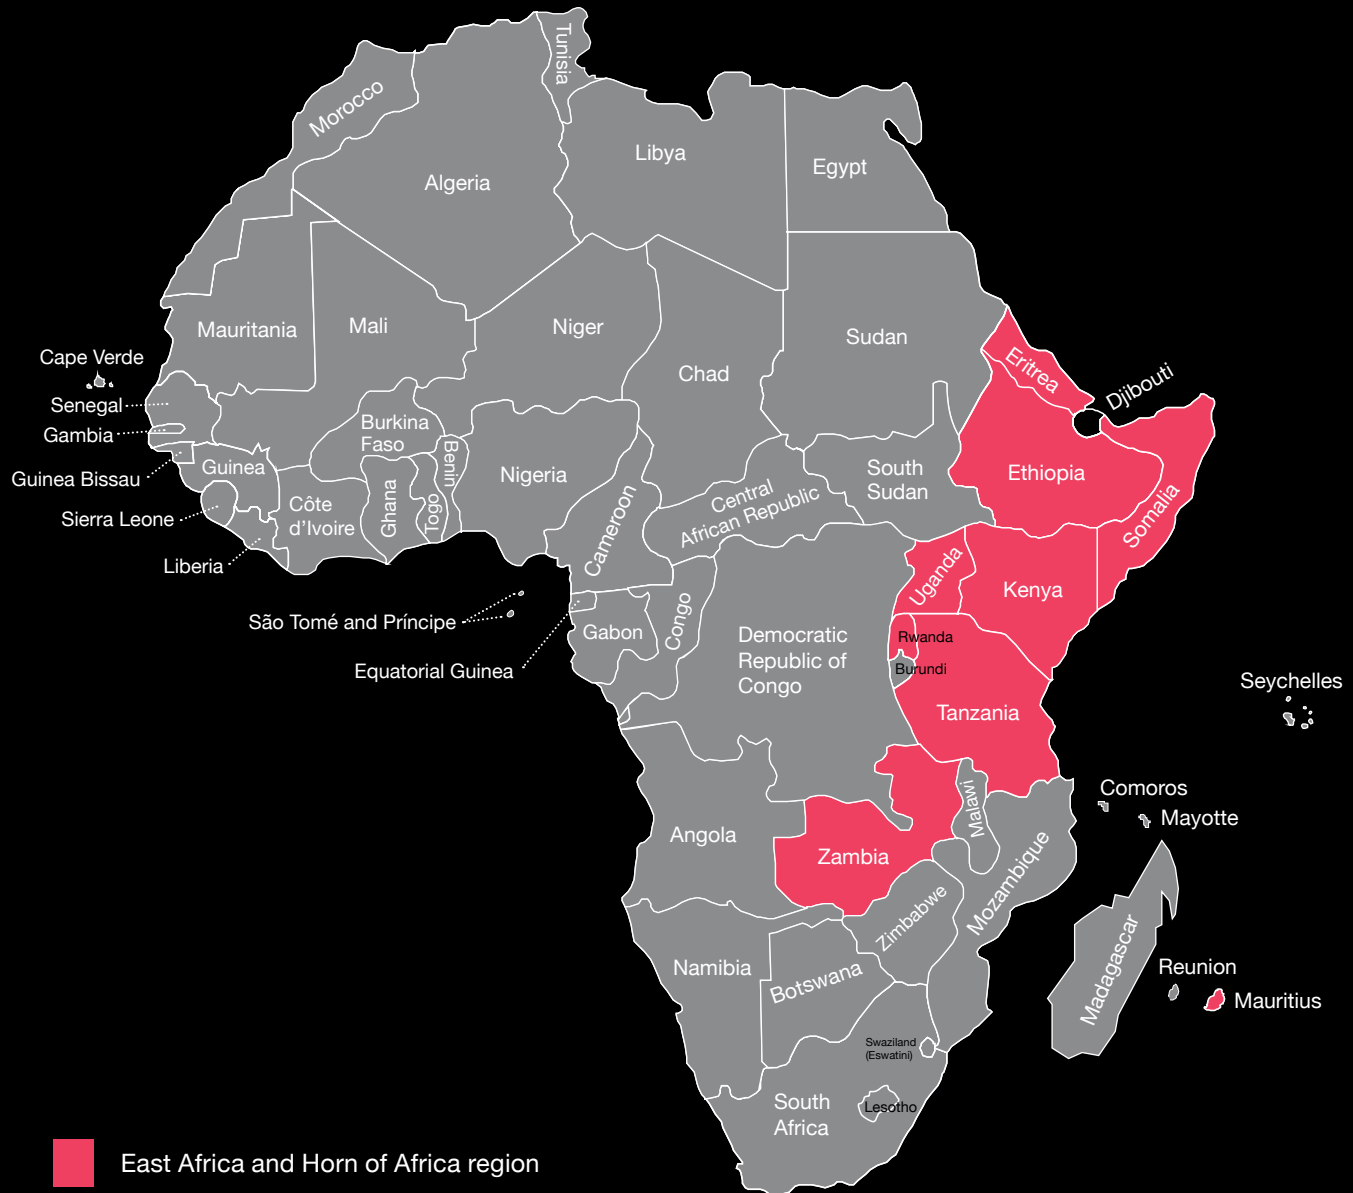 Tunisia
Morocco
Libya
Egypt
Algeria
Mauritania
Mali
Niger
Sudan
Chad
Cape Verde
Eritrea
Djibouti
Senegal
Gambia
Burkina
Faso
Benin
Guinea Bissau
Guinea
Nigeria
South
Sudan
Ethiopia
Somalia
Sierra Leone
Côte
d'Ivoire
Ghana
Togo
Cameroon
Central
African Republic
Liberia
Uganda
Kenya
São Tomé and Príncipe
Gabon
Congo
Democratic
Republic of
Congo
Rwanda
Burundi
Equatorial Guinea
Seychelles
Tanzania
Comoros
Mayotte
Malawi
Angola
Zambia
Mozambique
Zimbabwe
Madagascar
Namibia
Botswana
Reunion
Mauritius
Swaziland
(Eswatini)
South
Africa
Lesotho
East Africa and Horn of Africa region